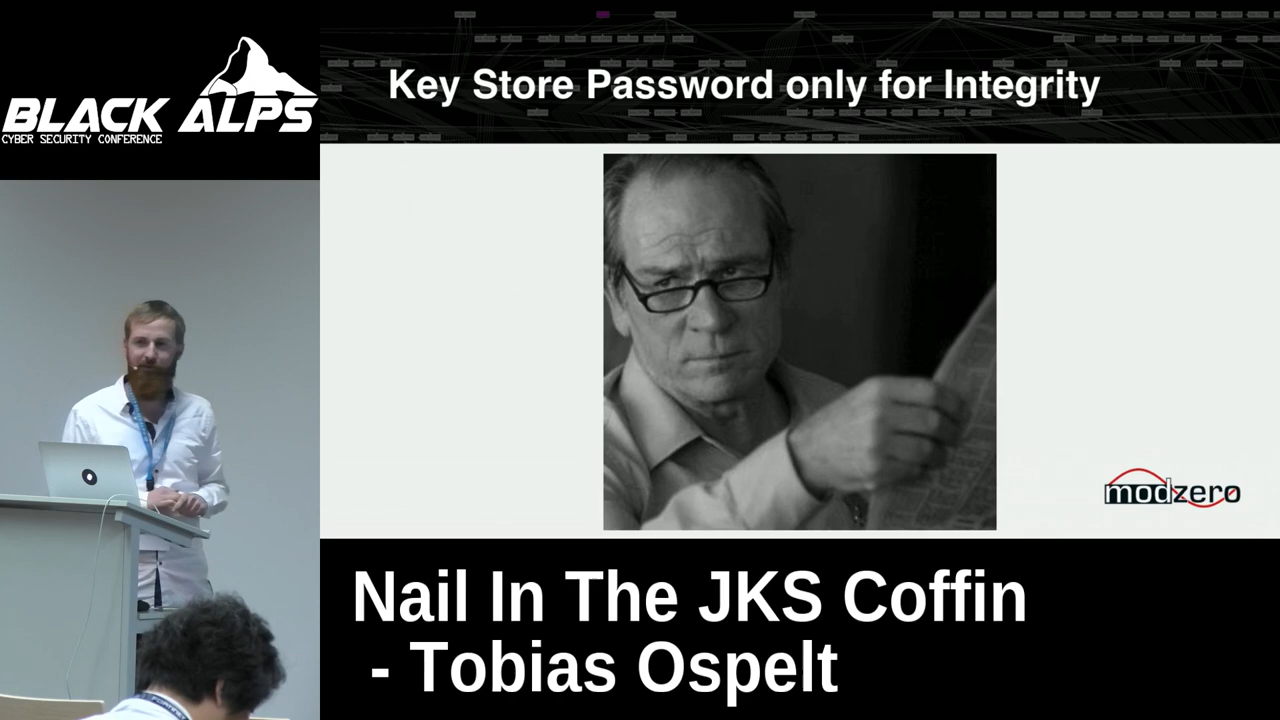 BLACK ALPS
CYBER SECURITY CONFERENCE
Key Store Password only for Integrity
modzero
Nail In The JKS Coffin
- Tobias Ospelt